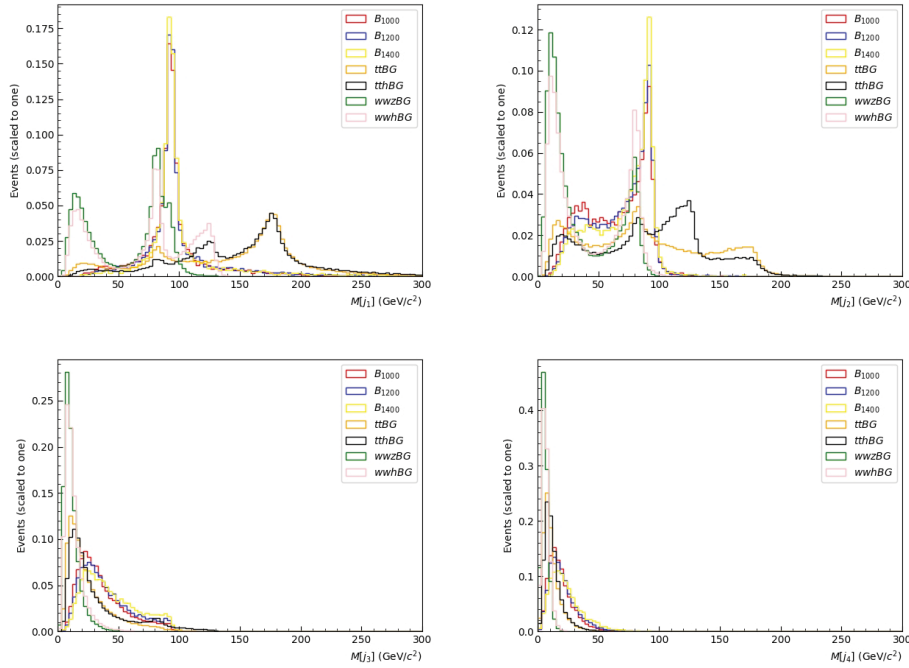 Events (scaled to one)
0.175
0.150
0.125
0.100
0.075
0.050
0.025
0.000
0 50 100 150 200 250 300
M[j₁] (GeV/c²)
B₁₀₀₀
B₁₂₀₀
B₁₄₀₀
ttBG
tthBG
wwzBG
wwhBG
Events (scaled to one)
0.12
0.10
0.08
0.06
0.04
0.02
0.00
0 50 100 150 200 250 300
M[j₂] (GeV/c²)
B₁₀₀₀
B₁₂₀₀
B₁₄₀₀
ttBG
tthBG
wwzBG
wwhBG
Events (scaled to one)
0.25
0.20
0.15
0.10
0.05
0.00
0 50 100 150 200 250 300
M[j₃] (GeV/c²)
B₁₀₀₀
B₁₂₀₀
B₁₄₀₀
ttBG
tthBG
wwzBG
wwhBG
Events (scaled to one)
0.4
0.3
0.2
0.1
0.0
0 50 100 150 200 250 300
M[j₄] (GeV/c²)
B₁₀₀₀
B₁₂₀₀
B₁₄₀₀
ttBG
tthBG
wwzBG
wwhBG